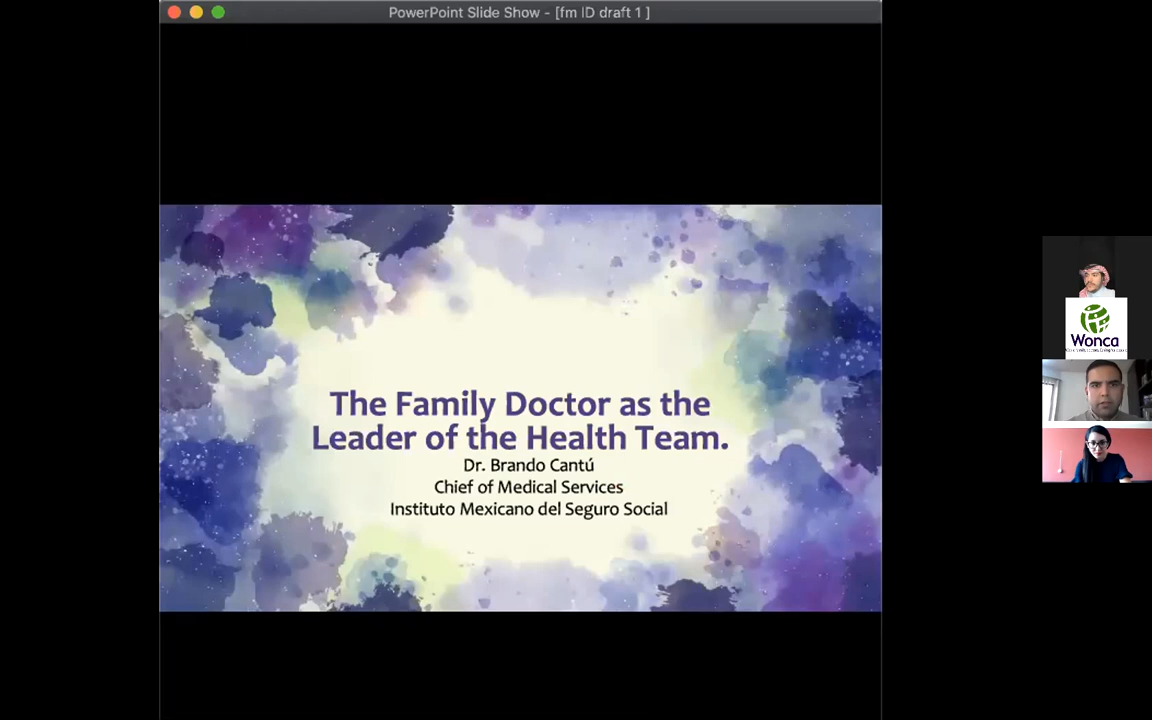 PowerPoint Slide Show - [fm ID draft 1 ]
The Family Doctor as the
Leader of the Health Team.
Dr. Brando Cantú
Chief of Medical Services
Instituto Mexicano del Seguro Social
Wonca